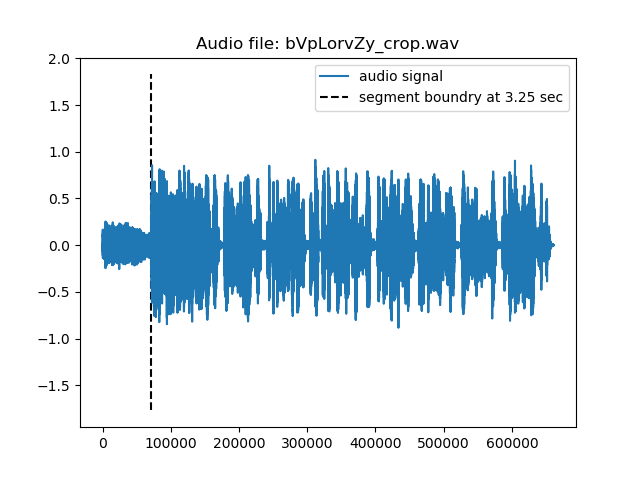 Audio file: bVpLorvZy_crop.wav
audio signal
segment boundry at 3.25 sec
2.0
1.5
1.0
0.5
0.0
−0.5
−1.0
−1.5
0 100000 200000 300000 400000 500000 600000